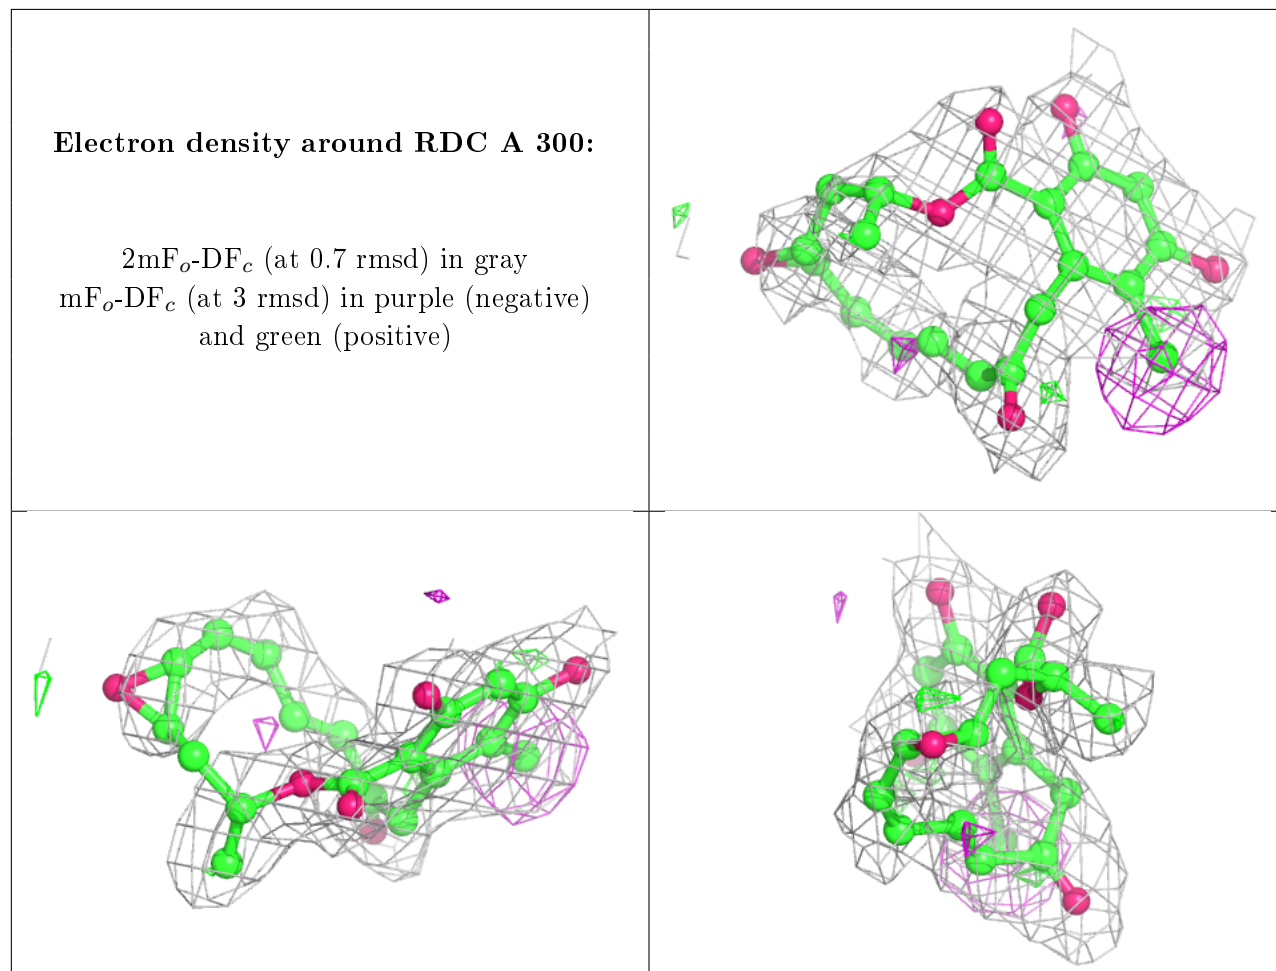 Electron density around RDC A 300:
2mFo-DFc (at 0.7 rmsd) in gray
mFo-DFc (at 3 rmsd) in purple (negative)
and green (positive)